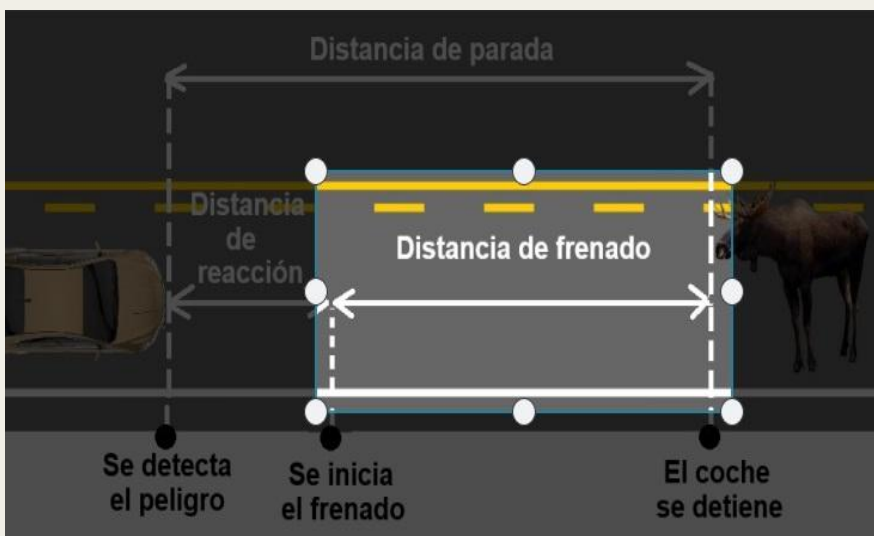 Distancia de parada
Distancia
de
reacción
Distancia de frenado
Se detecta
el peligro
Se inicia
el frenado
El coche
se detiene